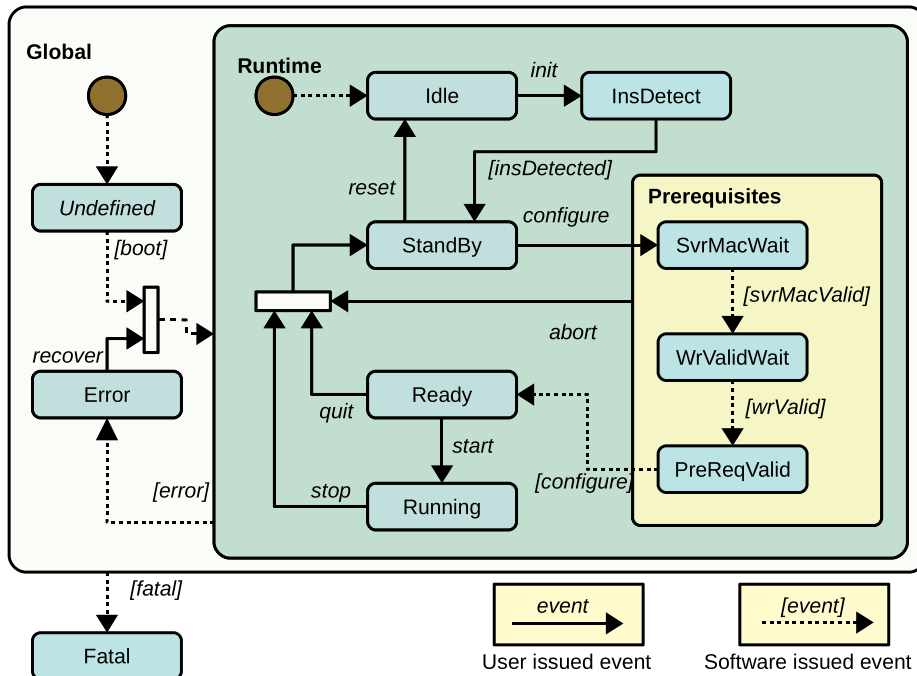 Global
Runtime
Idle
init
InsDetect
[insDetected]
reset
Undefined
[boot]
StandBy
configure
Prerequisites
SvrMacWait
[svrMacValid]
abort
recover
WrValidWait
Error
Ready
quit
[wrValid]
start
[configure]
PreReqValid
[error]
stop
Running
[fatal]
Fatal
event
User issued event
[event]
Software issued event